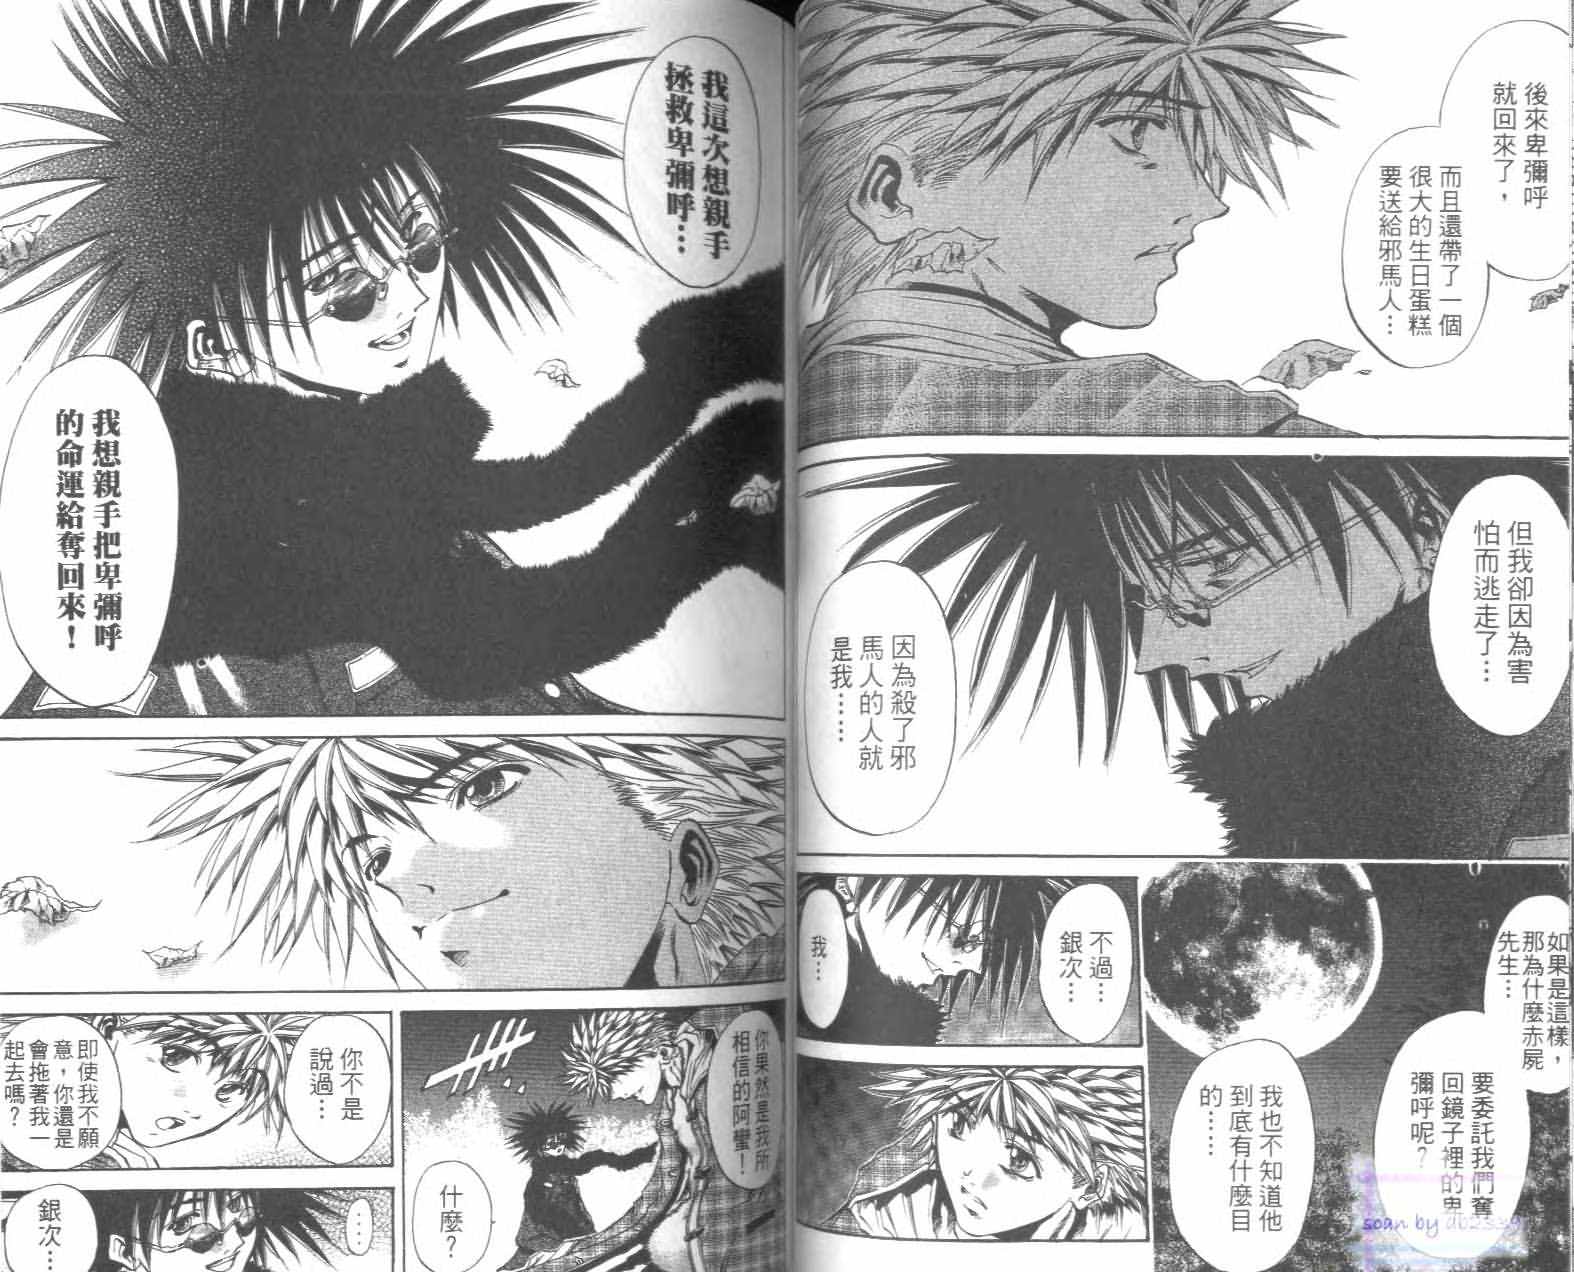 後來卑彌呼
就回來了，
而且還帶了一個
很大的生日蛋糕
要送給邪馬人…
但我卻因為害
怕而逃走了…
因為殺了邪
馬人的人就
是我……
如果是這樣，
那為什麼赤屍
先生…
要委託我們奪
回鏡子裡的卑
彌呼呢？
我也不知道他
到底有什麼目
的……
不過…
銀次…
我…
我這次想親手
拯救卑彌呼…
我想親手把卑彌呼
的命運給奪回來！
你果然是我所
相信的阿蠻！
什麼？
你不是
說過…
即使我不願
意，你還是
會拖著我一
起去嗎？
…
銀次…
scan by db2339